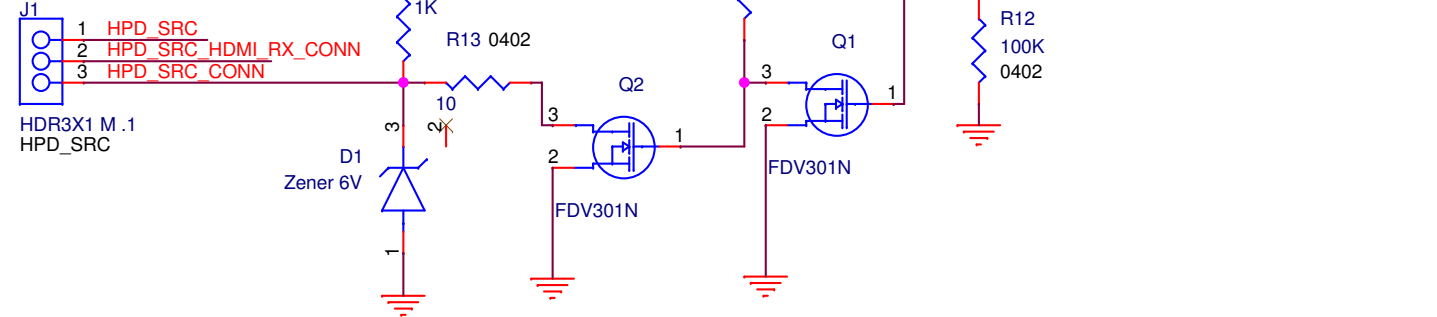 J1
1 HPD_SRC
2 HPD_SRC_HDMI_RX_CONN
3 HPD_SRC_CONN
HDR3X1 M .1
HPD_SRC
1K
R13 0402
10
3
2
D1
Zener 6V
1
Q2
3
2
1
FDV301N
Q1
3
2
1
FDV301N
R12
100K
0402